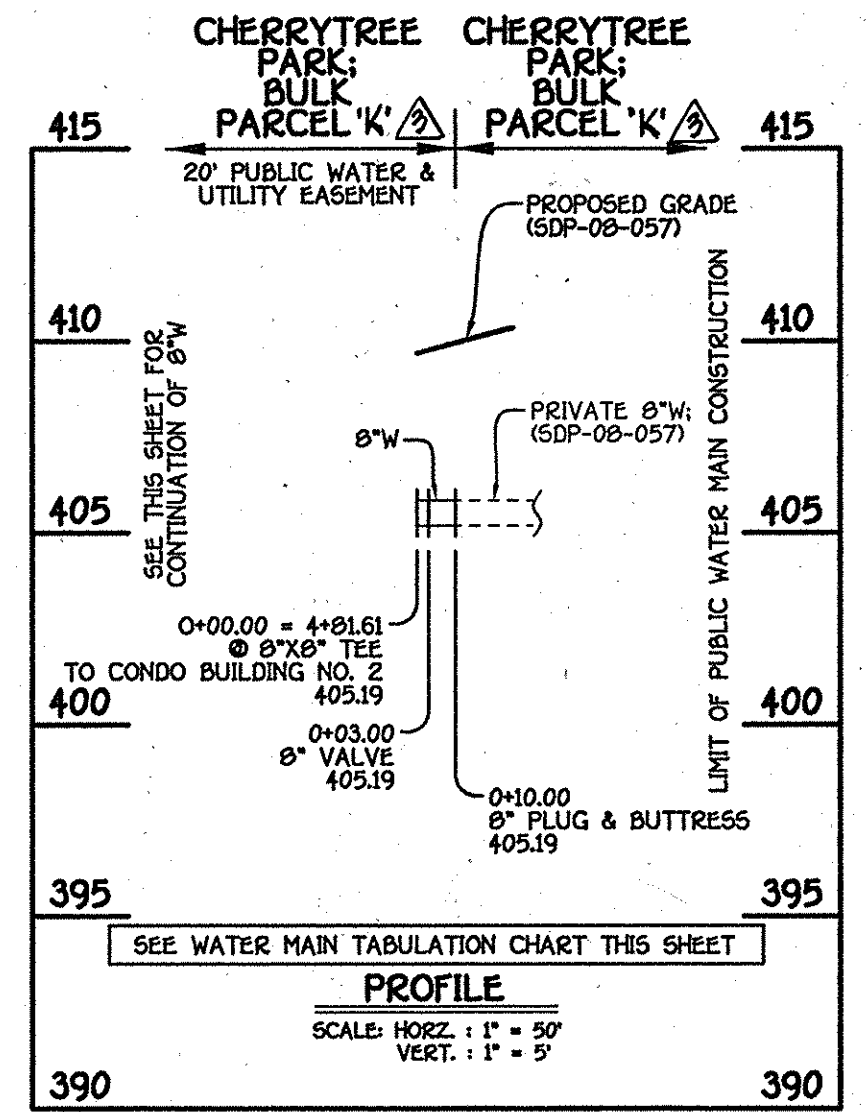 CHERRYTREE
PARK;
BULK
PARCEL 'K' 3
CHERRYTREE
PARK;
BULK
PARCEL 'K' 3
415
415
20' PUBLIC WATER &
UTILITY EASEMENT
PROPOSED GRADE
(SDP-08-057)
410
410
SEE THIS SHEET FOR
CONTINUATION OF 8"W
LIMIT OF PUBLIC WATER MAIN CONSTRUCTION
8"W
PRIVATE 8"W;
(SDP-08-057)
405
405
0+00.00 = 4+81.61
@ 8"X8" TEE
TO CONDO BUILDING NO. 2
405.19
400
400
0+03.00
8" VALVE
405.19
0+10.00
8" PLUG & BUTTRESS
405.19
395
395
SEE WATER MAIN TABULATION CHART THIS SHEET
PROFILE
SCALE: HORZ. : 1" = 50'
VERT. : 1" = 5'
390
390